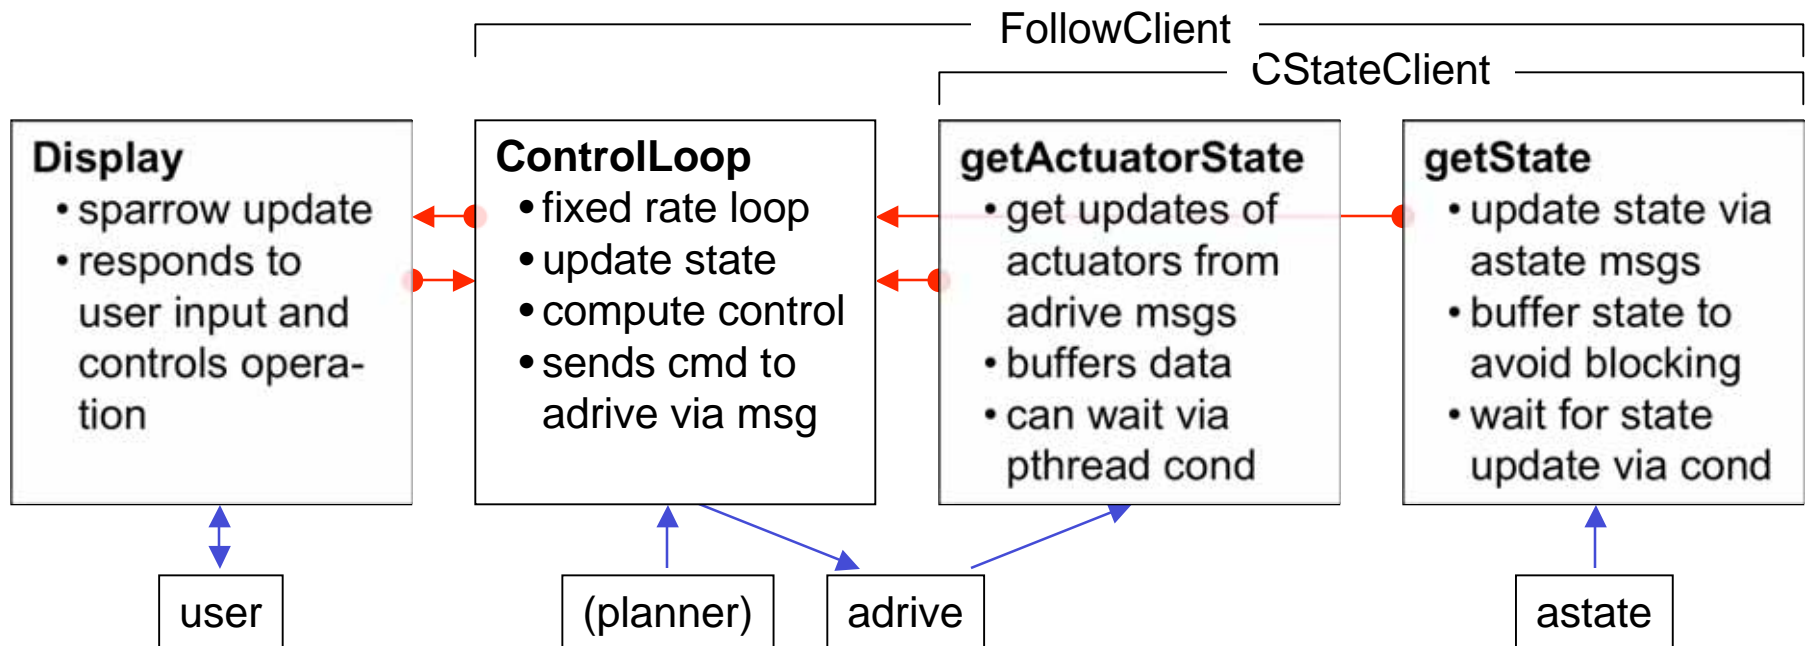 FollowClient
CStateClient
Display
• sparrow update
• responds to
user input and
controls opera-
tion
ControlLoop
• fixed rate loop
• update state
• compute control
• sends cmd to
adrive via msg
getActuatorState
• get updates of
actuators from
adrive msgs
• buffers data
• can wait via
pthread cond
getState
• update state via
astate msgs
• buffer state to
avoid blocking
• wait for state
update via cond
user
(planner)
adrive
astate